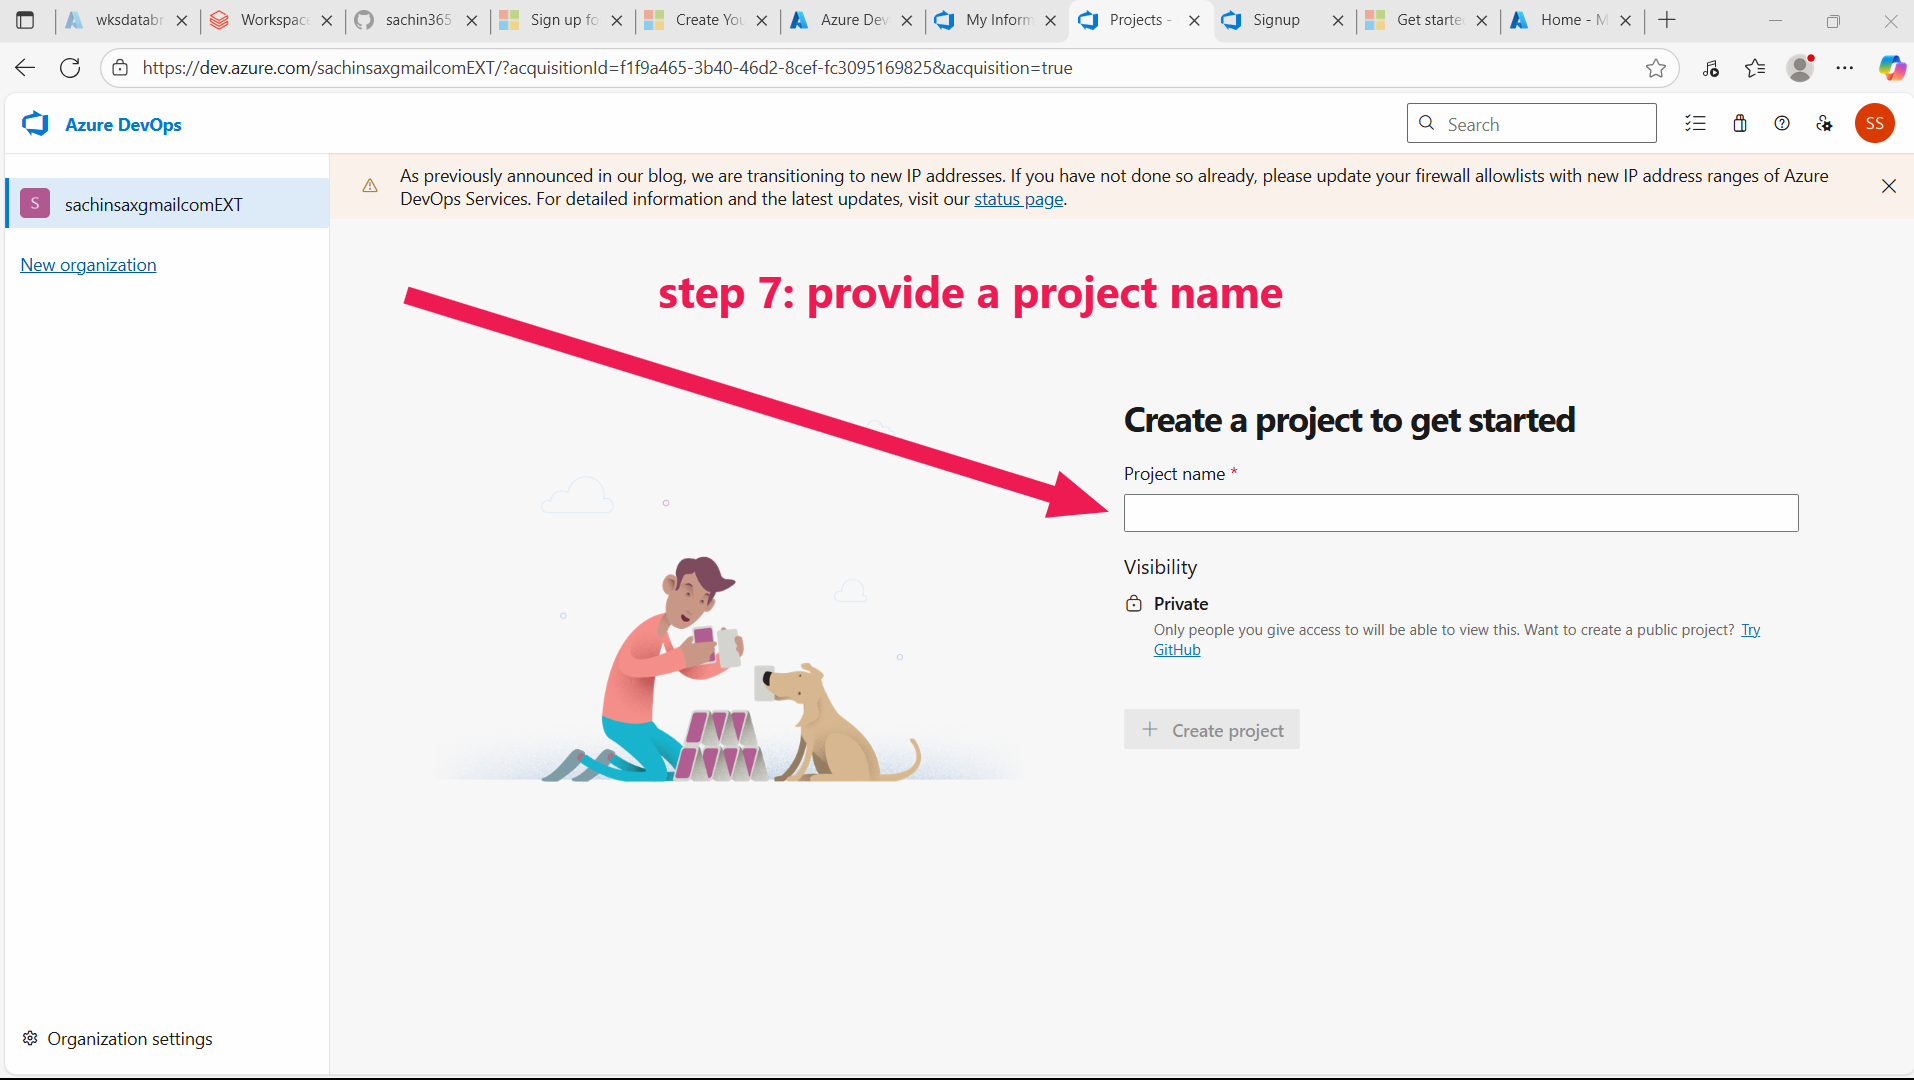 wksdatabr
Workspace
sachin365
Sign up fo
Create You
Azure Dev
My Inform
Projects -
Signup
Get starte
Home - M
https://dev.azure.com/sachinsaxgmailcomEXT/?acquisitionId=f1f9a465-3b40-46d2-8cef-fc3095169825&acquisition=true
Azure DevOps
Search
SS
S
sachinsaxgmailcomEXT
New organization
As previously announced in our blog, we are transitioning to new IP addresses. If you have not done so already, please update your firewall allowlists with new IP address ranges of Azure
DevOps Services. For detailed information and the latest updates, visit our status page.
step 7: provide a project name
Create a project to get started
Project name *
Visibility
Private
Only people you give access to will be able to view this. Want to create a public project? Try
GitHub
+ Create project
Organization settings